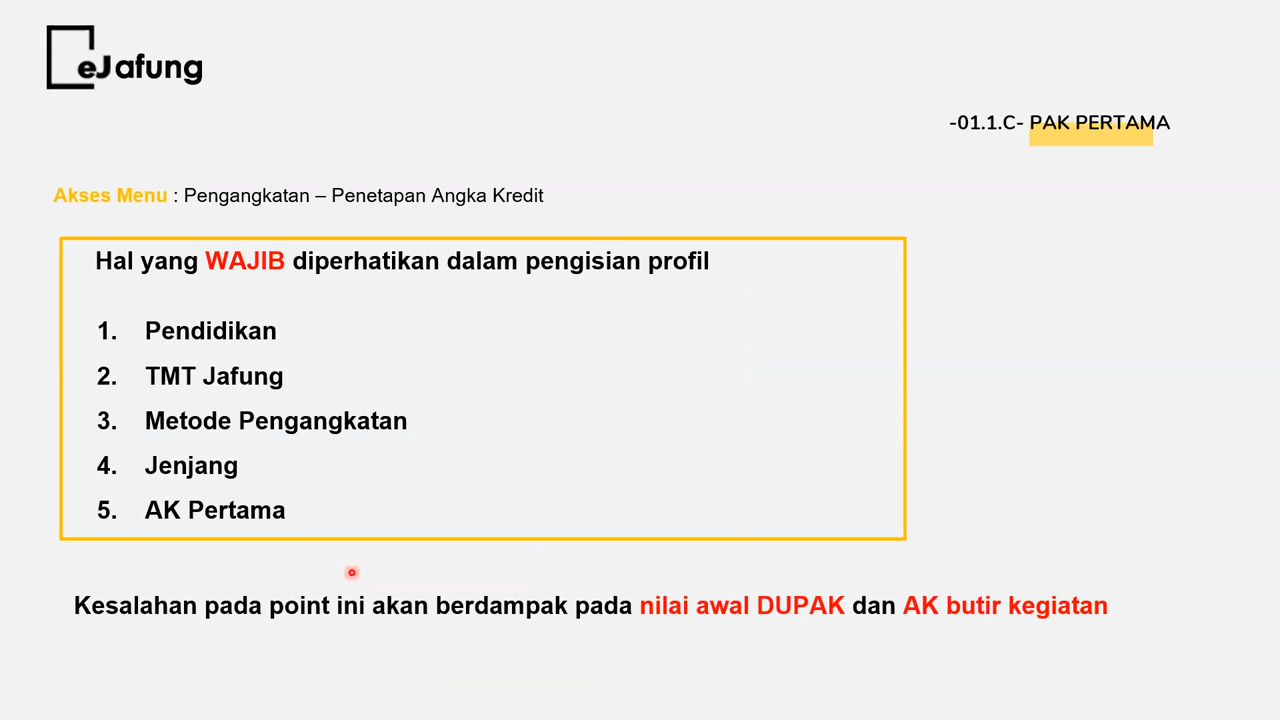 eJafung
-01.1.C- PAK PERTAMA
Akses Menu : Pengangkatan – Penetapan Angka Kredit
Hal yang WAJIB diperhatikan dalam pengisian profil
1. Pendidikan
2. TMT Jafung
3. Metode Pengangkatan
4. Jenjang
5. AK Pertama
Kesalahan pada point ini akan berdampak pada nilai awal DUPAK dan AK butir kegiatan